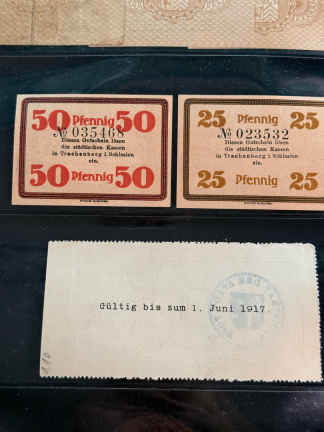 50 Pfennig 50
№ 035468
Diesen Gutschein lösen
die städtischen Kassen
in Trachenberg i. Schlesien
ein.
50 Pfennig 50
25 Pfennig 25
№ 023532
Diesen Gutschein lösen
die städtischen Kassen
in Trachenberg i. Schlesien
ein.
25 Pfennig 25
Gültig bis zum 1. Juni 1917